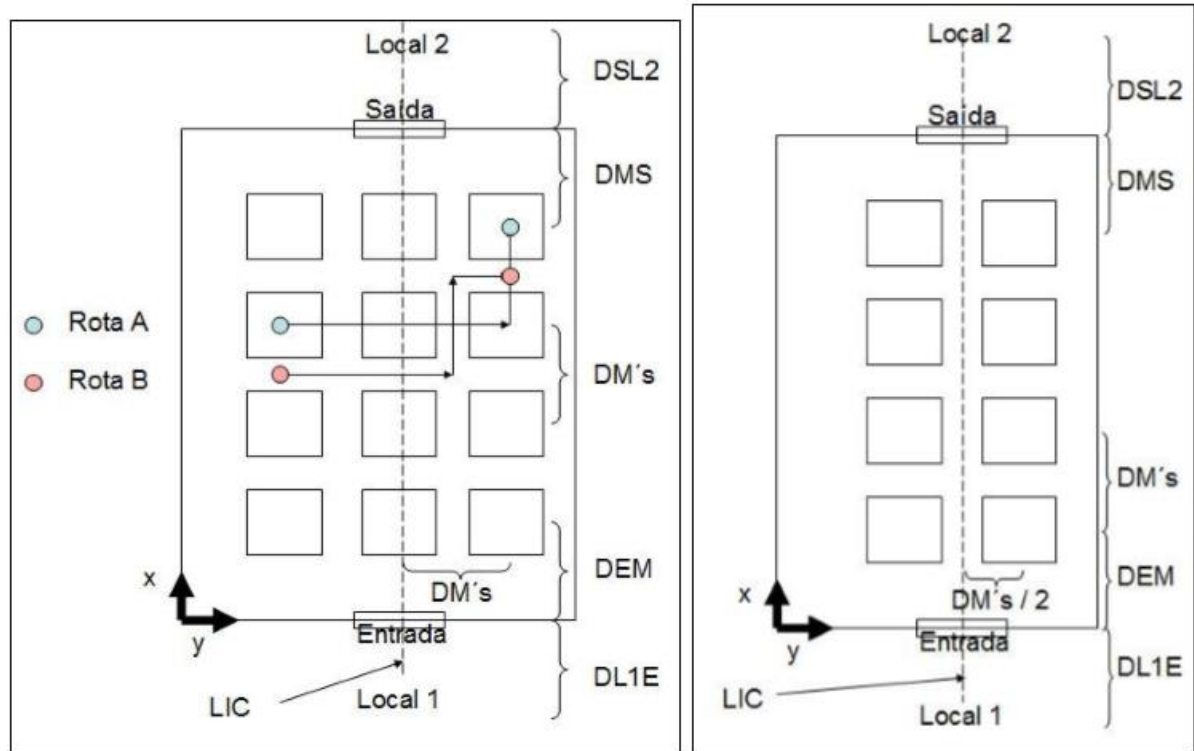 Local 2
DSL2
Saída
DMS
Rota A
Rota B
DM´s
DEM
DM´s
x
y
Entrada
DL1E
LIC
Local 1
Local 2
DSL2
Saída
DMS
DM´s
DEM
DM´s / 2
x
y
Entrada
DL1E
LIC
Local 1